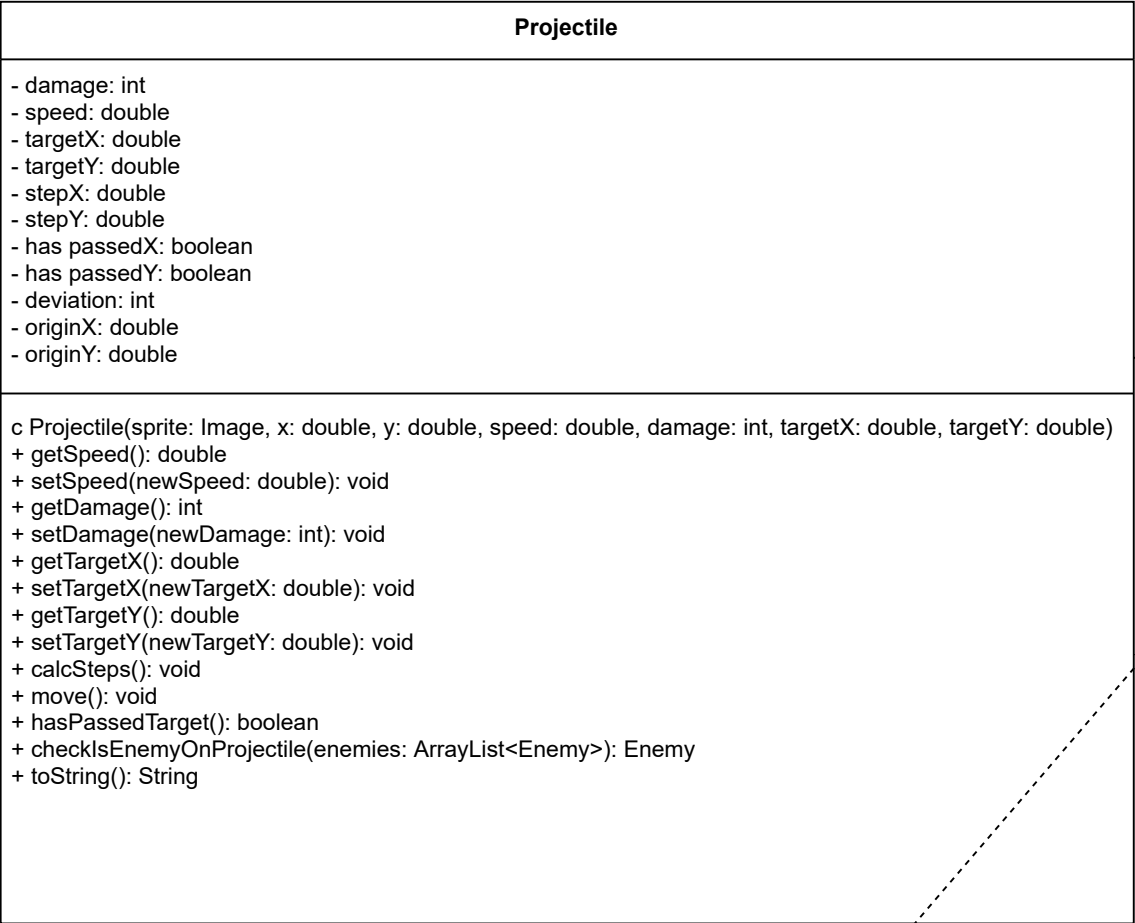 Projectile
- damage: int
- speed: double
- targetX: double
- targetY: double
- stepX: double
- stepY: double
- has passedX: boolean
- has passedY: boolean
- deviation: int
- originX: double
- originY: double
c Projectile(sprite: Image, x: double, y: double, speed: double, damage: int, targetX: double, targetY: double)
+ getSpeed(): double
+ setSpeed(newSpeed: double): void
+ getDamage(): int
+ setDamage(newDamage: int): void
+ getTargetX(): double
+ setTargetX(newTargetX: double): void
+ getTargetY(): double
+ setTargetY(newTargetY: double): void
+ calcSteps(): void
+ move(): void
+ hasPassedTarget(): boolean
+ checkIsEnemyOnProjectile(enemies: ArrayList<Enemy>): Enemy
+ toString(): String